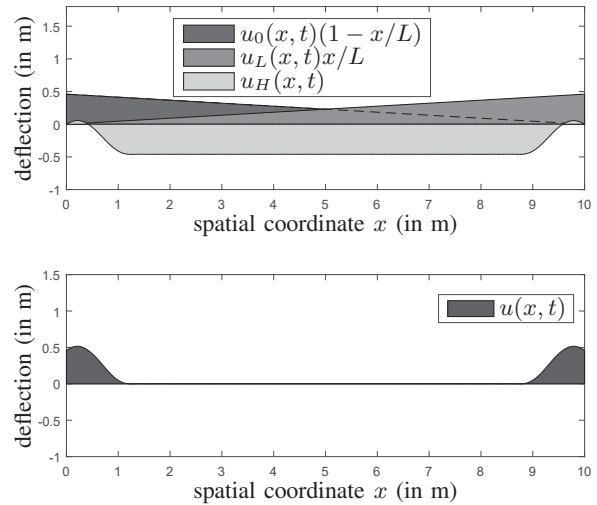 1.5
1
0.5
0
-0.5
-1
deflection (in m)
u_0(x, t)(1 − x/L)
u_L(x, t)x/L
u_H(x, t)
0 1 2 3 4 5 6 7 8 9 10
spatial coordinate x (in m)
1.5
1
0.5
0
-0.5
-1
deflection (in m)
u(x, t)
0 1 2 3 4 5 6 7 8 9 10
spatial coordinate x (in m)